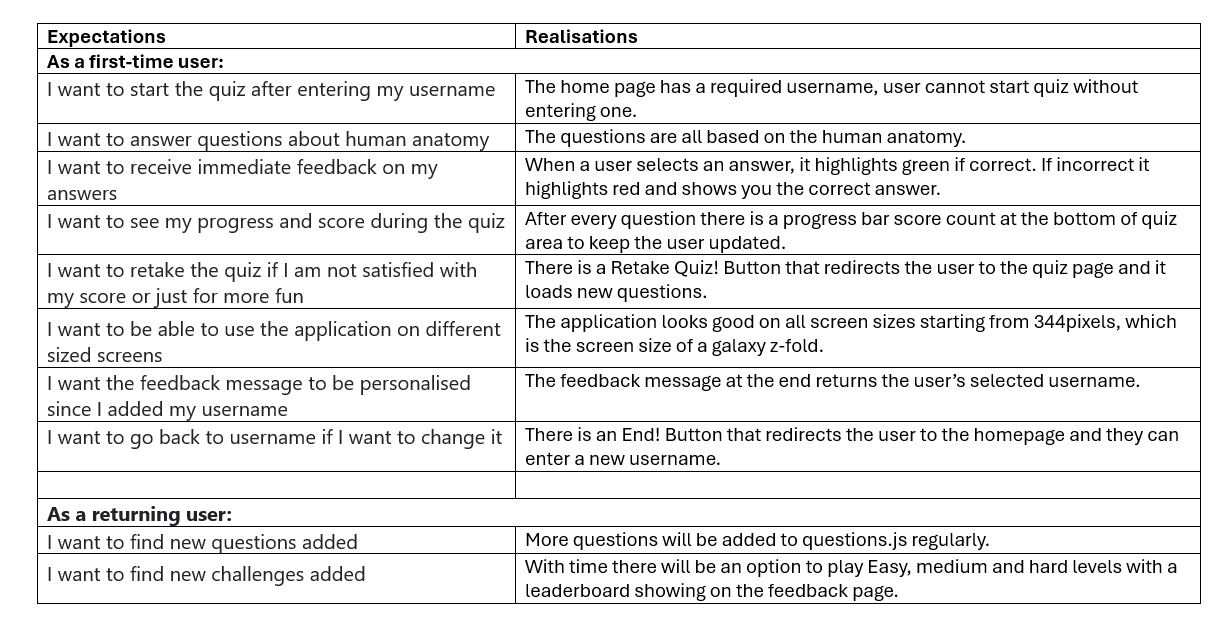 Expectations
Realisations
As a first-time user:
I want to start the quiz after entering my username
The home page has a required username, user cannot start quiz without
entering one.
I want to answer questions about human anatomy
The questions are all based on the human anatomy.
I want to receive immediate feedback on my
answers
When a user selects an answer, it highlights green if correct. If incorrect it
highlights red and shows you the correct answer.
I want to see my progress and score during the quiz
After every question there is a progress bar score count at the bottom of quiz
area to keep the user updated.
I want to retake the quiz if I am not satisfied with
my score or just for more fun
There is a Retake Quiz! Button that redirects the user to the quiz page and it
loads new questions.
I want to be able to use the application on different
sized screens
The application looks good on all screen sizes starting from 344pixels, which
is the screen size of a galaxy z-fold.
I want the feedback message to be personalised
since I added my username
The feedback message at the end returns the user’s selected username.
I want to go back to username if I want to change it
There is an End! Button that redirects the user to the homepage and they can
enter a new username.
As a returning user:
I want to find new questions added
More questions will be added to questions.js regularly.
I want to find new challenges added
With time there will be an option to play Easy, medium and hard levels with a
leaderboard showing on the feedback page.